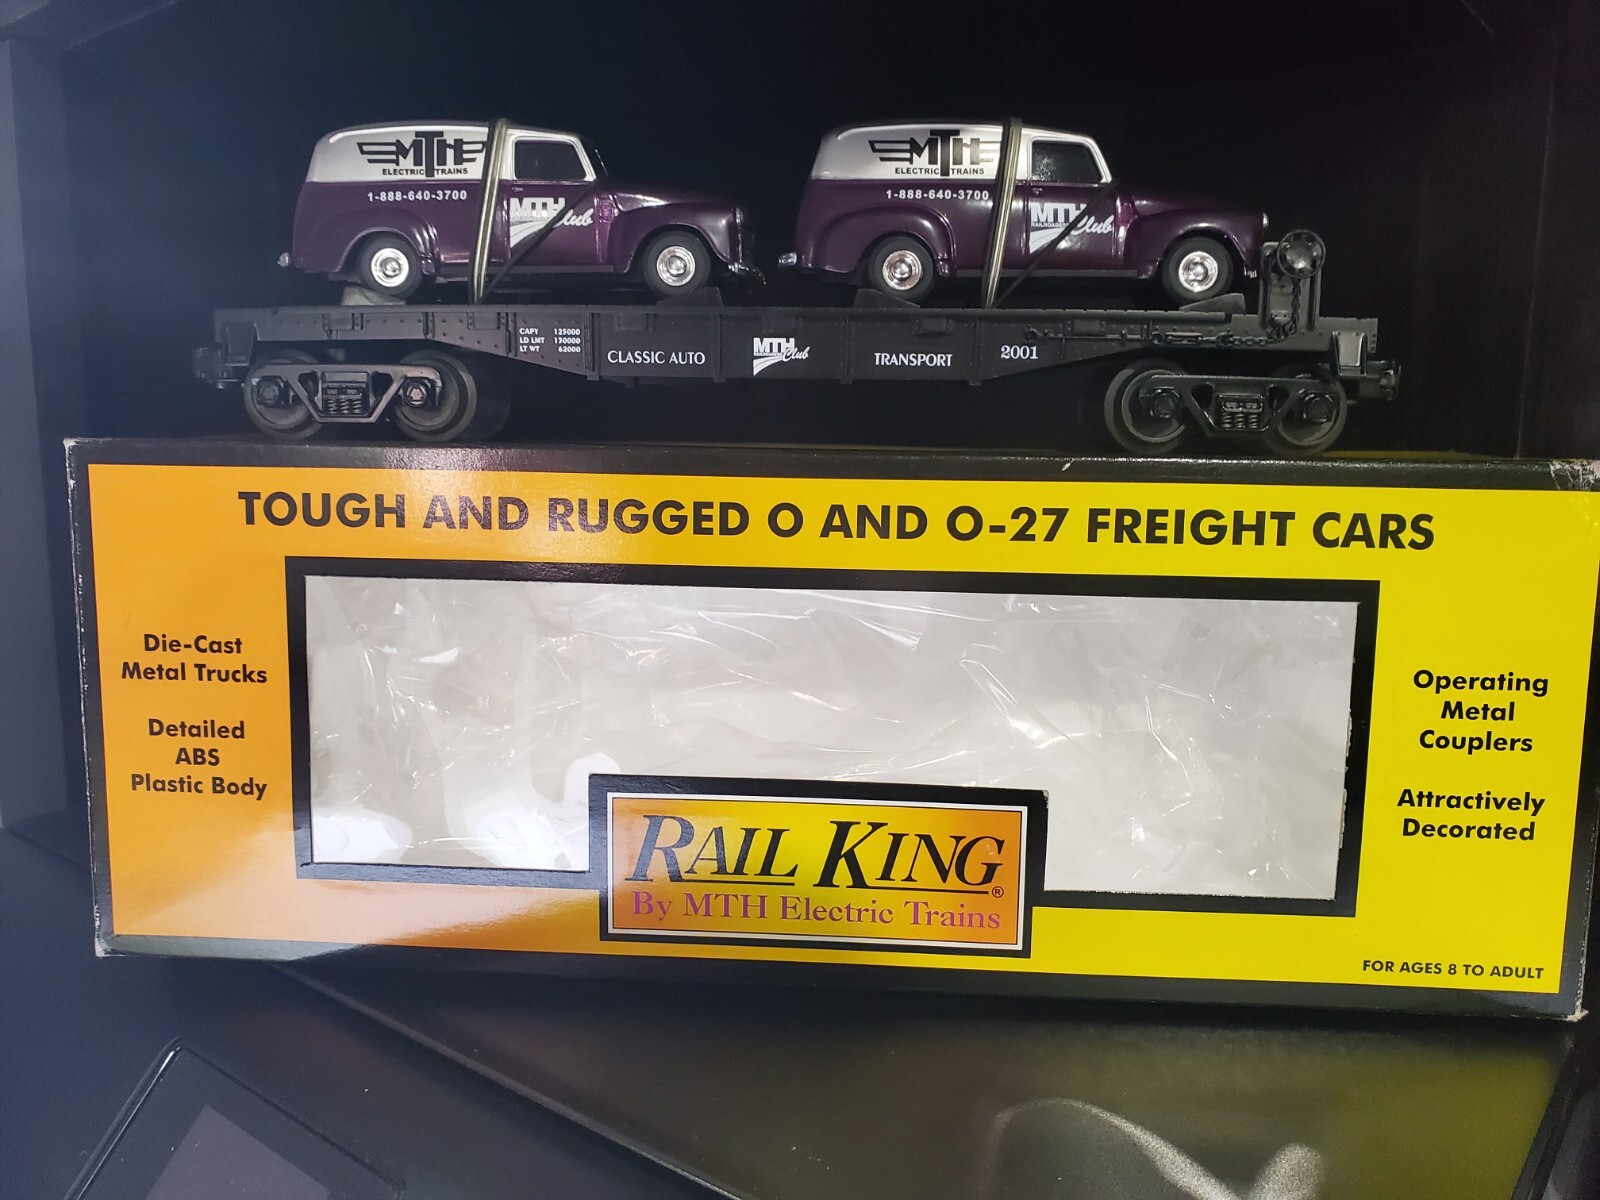 MTH
ELECTRIC TRAINS
1-888-640-3700
MTH
Club
MTH
ELECTRIC TRAINS
1-888-640-3700
MTH
RAILROADERS
Club
CAPY 125000
LD LMT 130000
LT WT 62000
CLASSIC AUTO
MTH
RAILROADERS
Club
TRANSPORT
2001
TOUGH AND RUGGED O AND O-27 FREIGHT CARS
Die-Cast
Metal Trucks
Detailed
ABS
Plastic Body
Operating
Metal
Couplers
Attractively
Decorated
RAIL KING®
By MTH Electric Trains
FOR AGES 8 TO ADULT